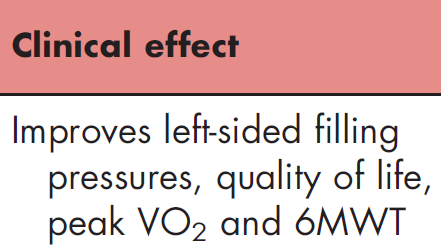 Clinical effect
Improves left-sided filling
pressures, quality of life,
peak VO₂ and 6MWT